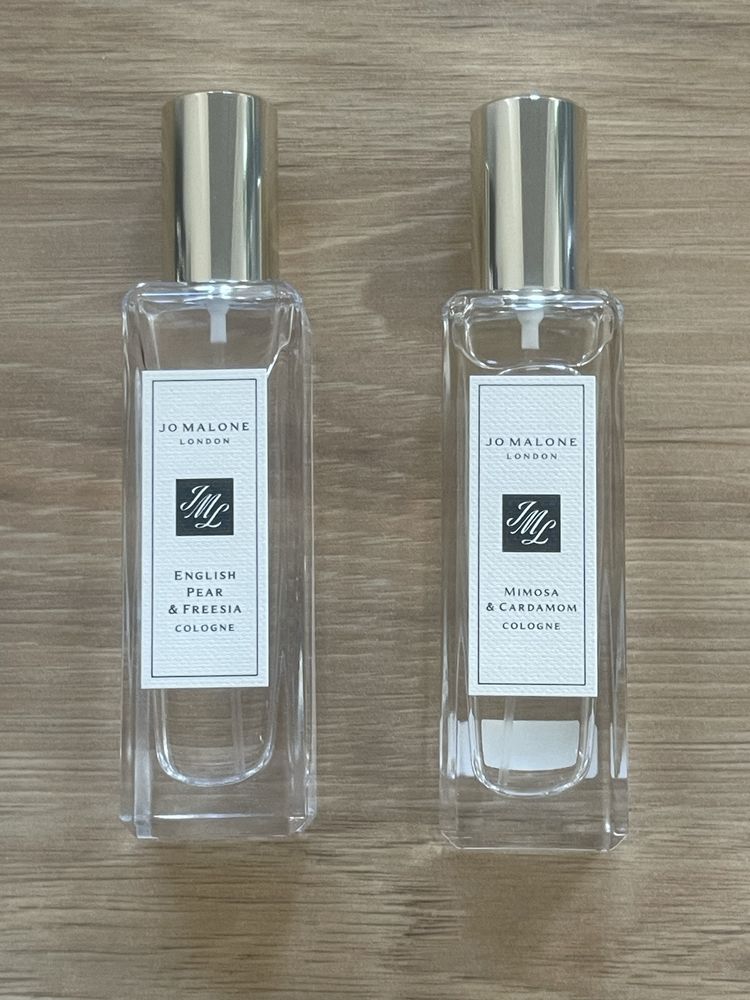 JO MALONE
LONDON
JML
ENGLISH
PEAR
& FREESIA
COLOGNE
JO MALONE
LONDON
JML
MIMOSA
& CARDAMOM
COLOGNE